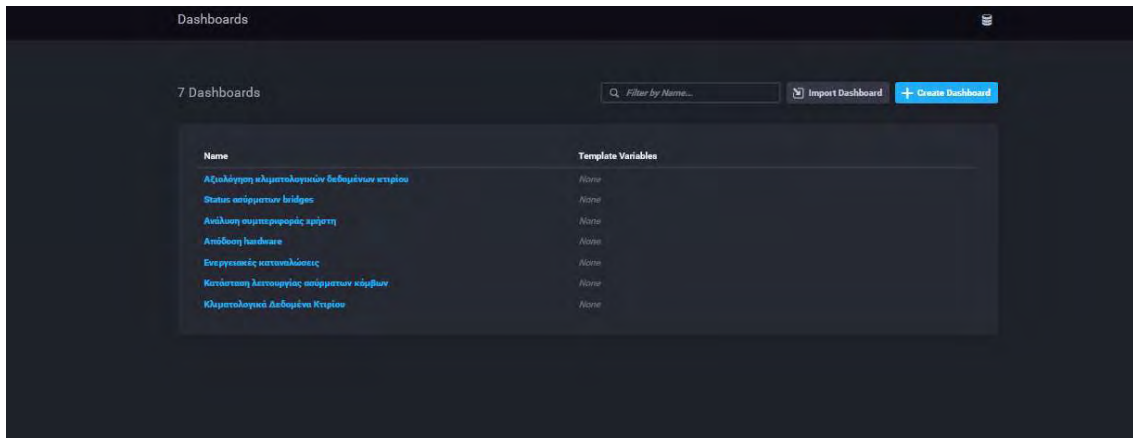 Dashboards
7 Dashboards
Filter by Name...
Import Dashboard
Create Dashboard
Name Template Variables
Αξιολόγηση κλιματολογικών δεδομένων κτιρίου None
Status ασύρματων bridges None
Ανάλυση συμπεριφοράς χρήστη None
Απόδοση hardware None
Ενεργειακές καταναλώσεις None
Κατάσταση λειτουργίας ασύρματων κόμβων None
Κλιματολογικά Δεδομένα Κτιρίου None